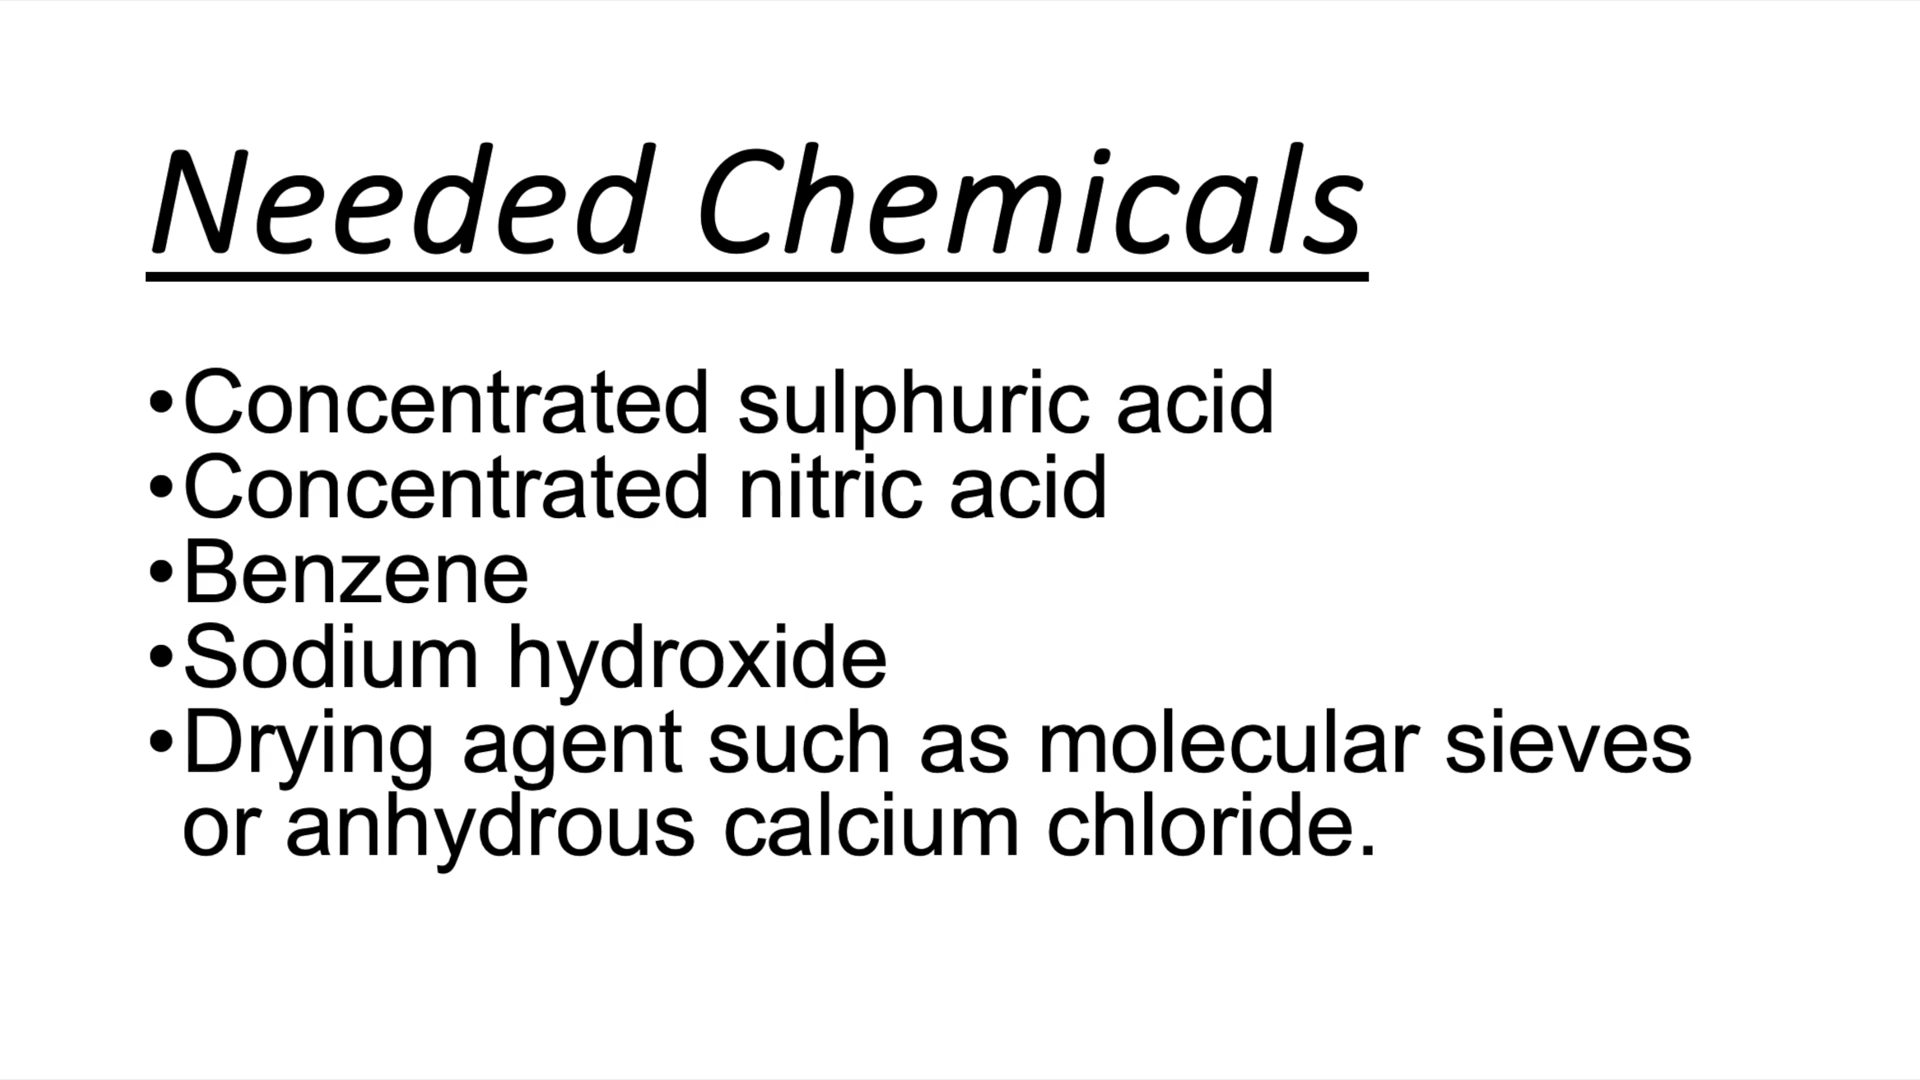 Needed Chemicals
•Concentrated sulphuric acid
•Concentrated nitric acid
•Benzene
•Sodium hydroxide
•Drying agent such as molecular sieves
or anhydrous calcium chloride.